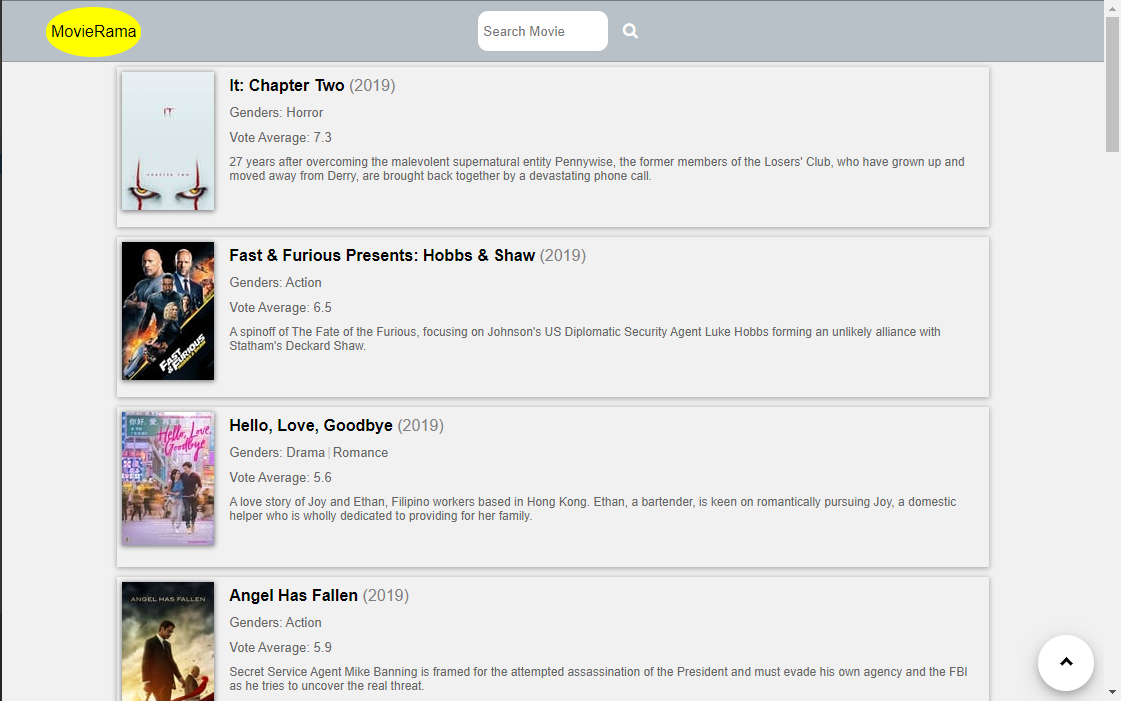 MovieRama
Search Movie
It: Chapter Two (2019)
Genders: Horror
Vote Average: 7.3
27 years after overcoming the malevolent supernatural entity Pennywise, the former members of the Losers' Club, who have grown up and
moved away from Derry, are brought back together by a devastating phone call.
IT
CHAPTER TWO
Fast & Furious Presents: Hobbs & Shaw (2019)
Genders: Action
Vote Average: 6.5
A spinoff of The Fate of the Furious, focusing on Johnson's US Diplomatic Security Agent Luke Hobbs forming an unlikely alliance with
Statham's Deckard Shaw.
FAST
& FURIOUS
Hello, Love, Goodbye (2019)
Genders: Drama | Romance
Vote Average: 5.6
A love story of Joy and Ethan, Filipino workers based in Hong Kong. Ethan, a bartender, is keen on romantically pursuing Joy, a domestic
helper who is wholly dedicated to providing for her family.
Hello, Love,
Goodbye
Angel Has Fallen (2019)
Genders: Action
Vote Average: 5.9
Secret Service Agent Mike Banning is framed for the attempted assassination of the President and must evade his own agency and the FBI
as he tries to uncover the real threat.
ANGEL HAS FALLEN